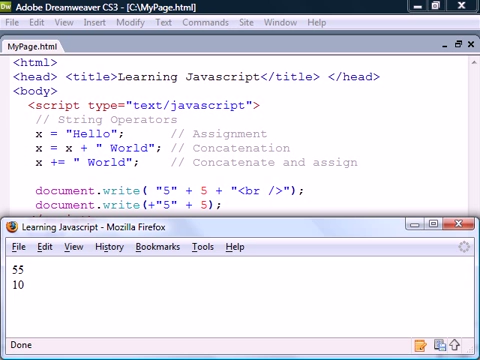 Dw Adobe Dreamweaver CS3 - [C:\MyPage.html]
File Edit View Insert Modify Text Commands Site Window Help
MyPage.html
<html>
<head> <title>Learning Javascript</title> </head>
<body>
<script type="text/javascript">
// String Operators
x = "Hello"; // Assignment
x = x + " World"; // Concatenation
x += " World"; // Concatenate and assign
document.write( "5" + 5 + "<br />");
document.write(+"5" + 5);
Learning Javascript - Mozilla Firefox
File Edit View History Bookmarks Tools Help
55
10
Done